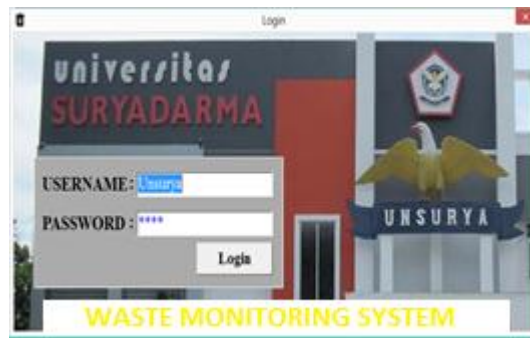 Login
universitas
SURYADARMA
USERNAME: Unsurya
PASSWORD: ****
Login
UNSURYA
WASTE MONITORING SYSTEM